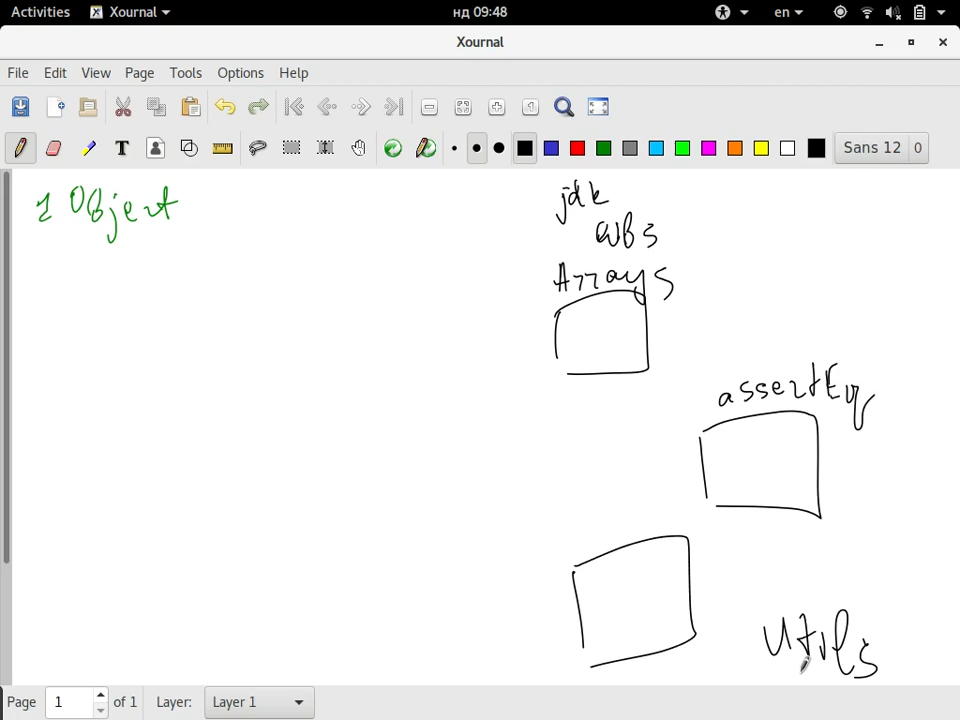 Activities Xournal нд 09:48 en
Xournal
File Edit View Page Tools Options Help
Sans 12 0
1 Object
jdk
abs
Arrays
assertEq
Utils
Page 1 of 1 Layer: Layer 1